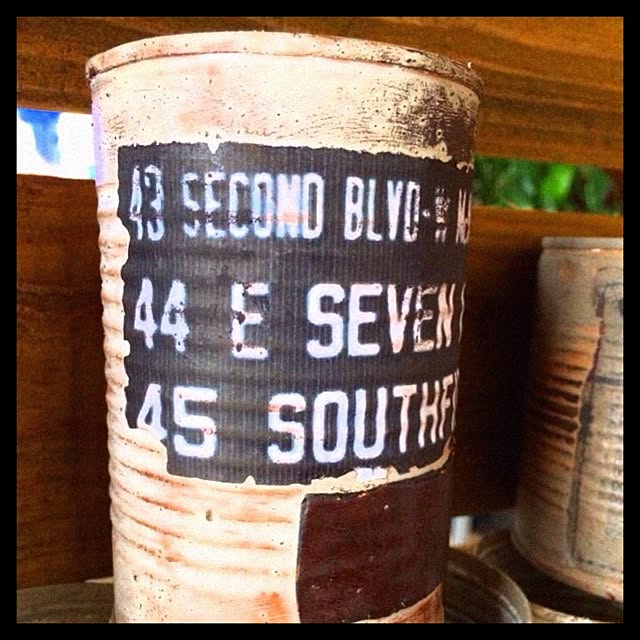 43 SECOND BLVD-W
44 E SEVEN
45 SOUTHF